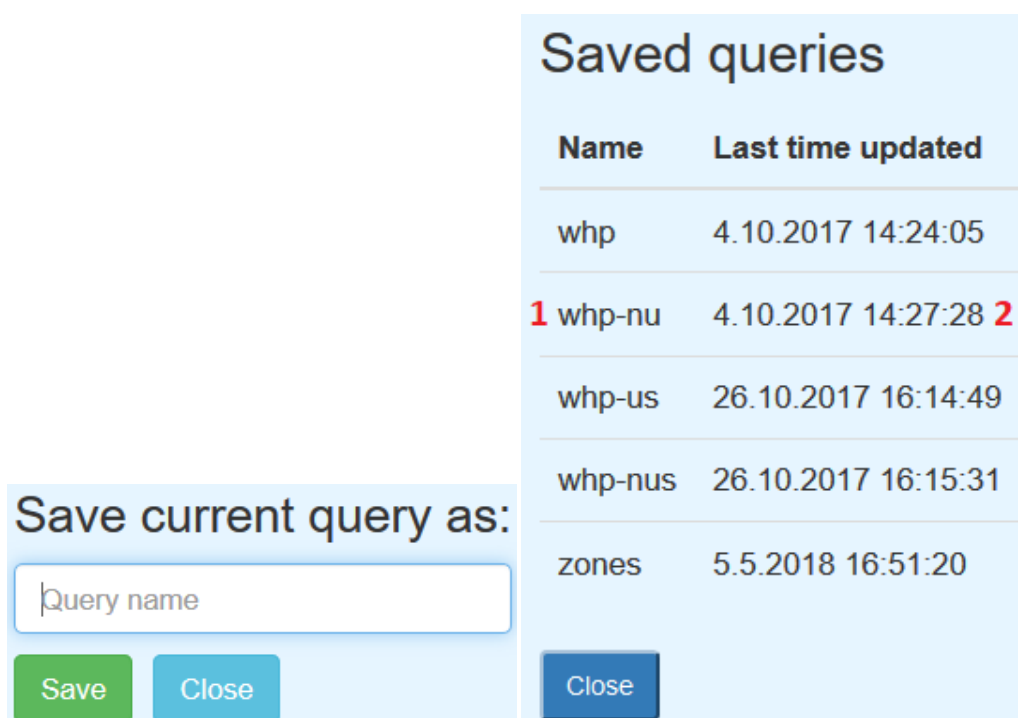 Save current query as:
Query name
Save Close
Saved queries
Name Last time updated
whp 4.10.2017 14:24:05
1 whp-nu 4.10.2017 14:27:28 2
whp-us 26.10.2017 16:14:49
whp-nus 26.10.2017 16:15:31
zones 5.5.2018 16:51:20
Close